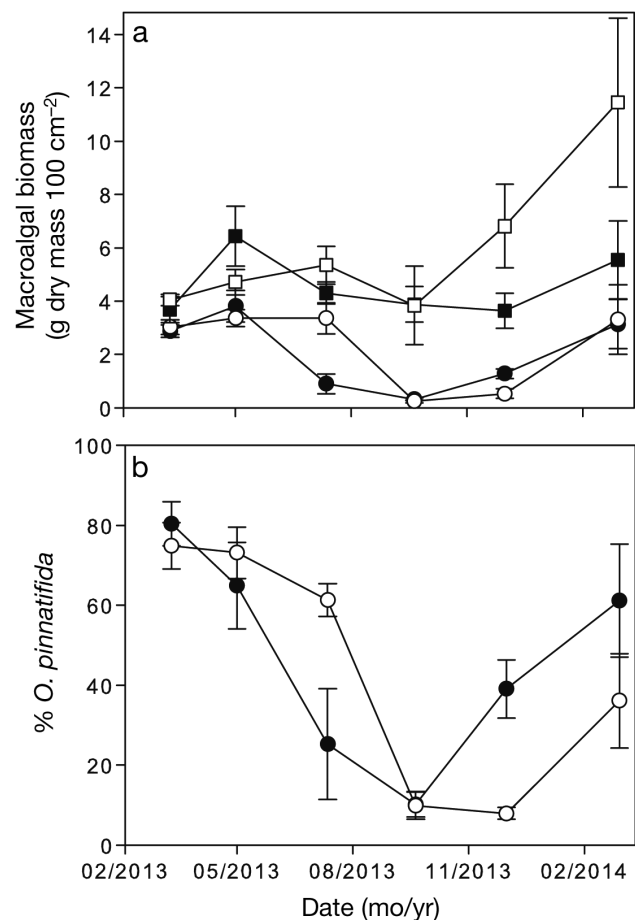 a
Macroalgal biomass
(g dry mass 100 cm⁻²)
14
12
10
8
6
4
2
0
b
% O. pinnatifida
100
80
60
40
20
0
02/2013 05/2013 08/2013 11/2013 02/2014
Date (mo/yr)